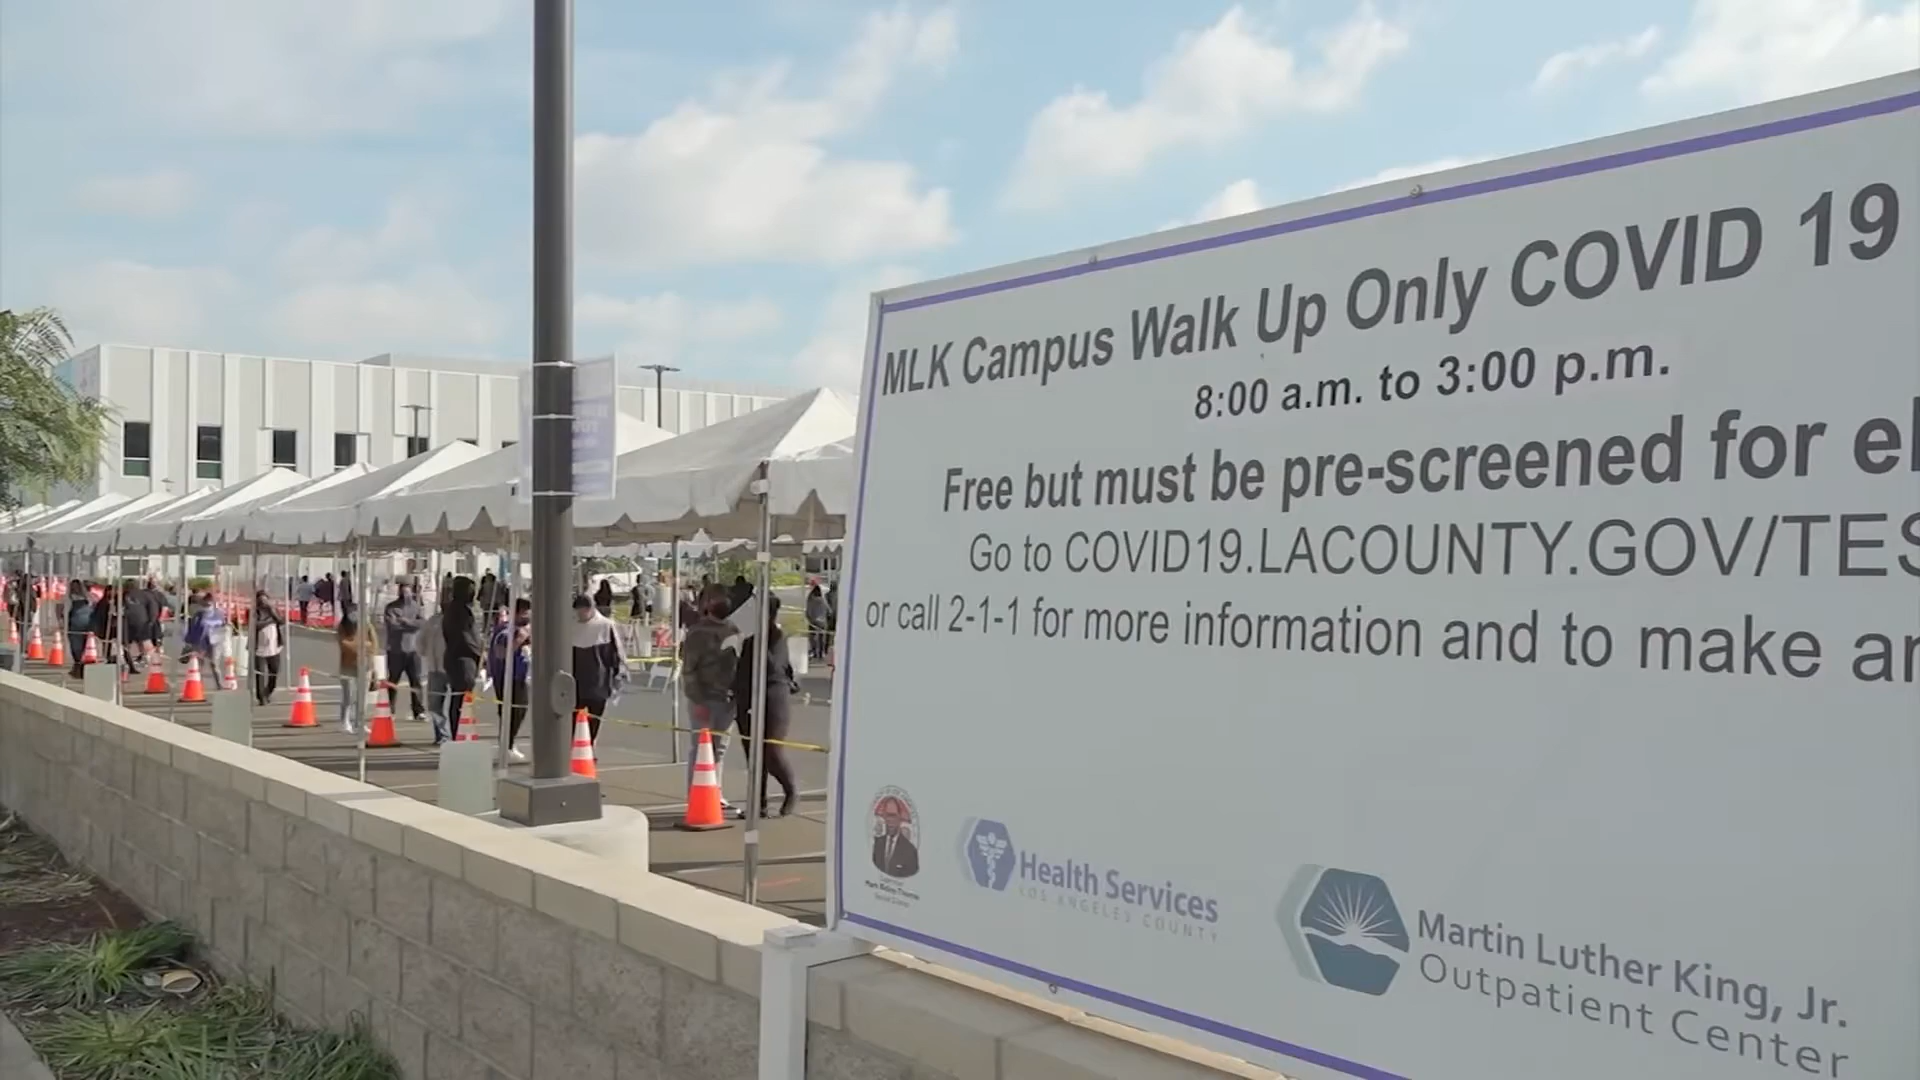 MLK Campus Walk Up Only COVID 19
8:00 a.m. to 3:00 p.m.
Free but must be pre-screened for el
Go to COVID19.LACOUNTY.GOV/TES
or call 2-1-1 for more information and to make an
Health Services
LOS ANGELES COUNTY
Martin Luther King, Jr.
Outpatient Center